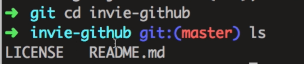 ➜ git cd invie-github
➜ invie-github git:(master) ls
LICENSE README.md